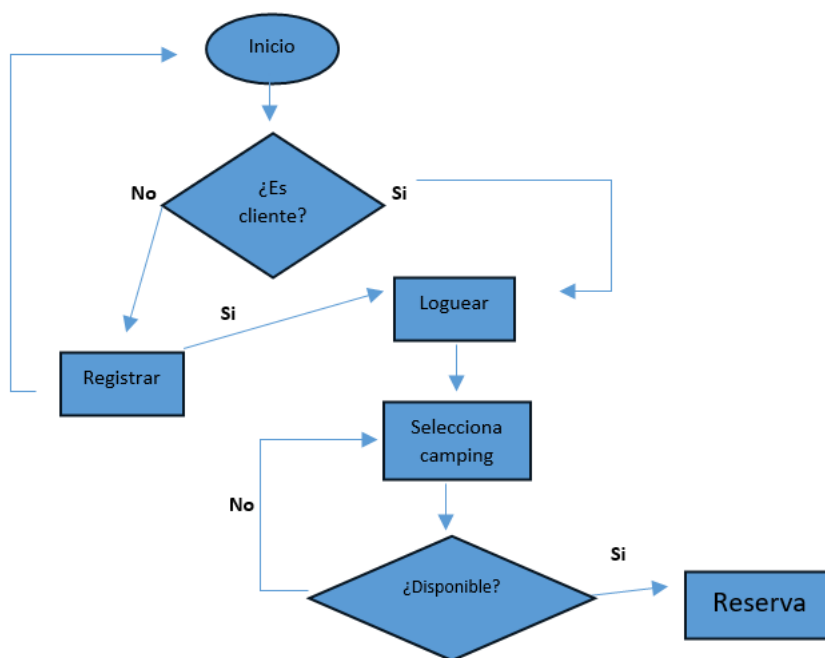 Inicio
¿Es
cliente?
No
Si
Loguear
Si
Registrar
Selecciona
camping
No
¿Disponible?
Si
Reserva